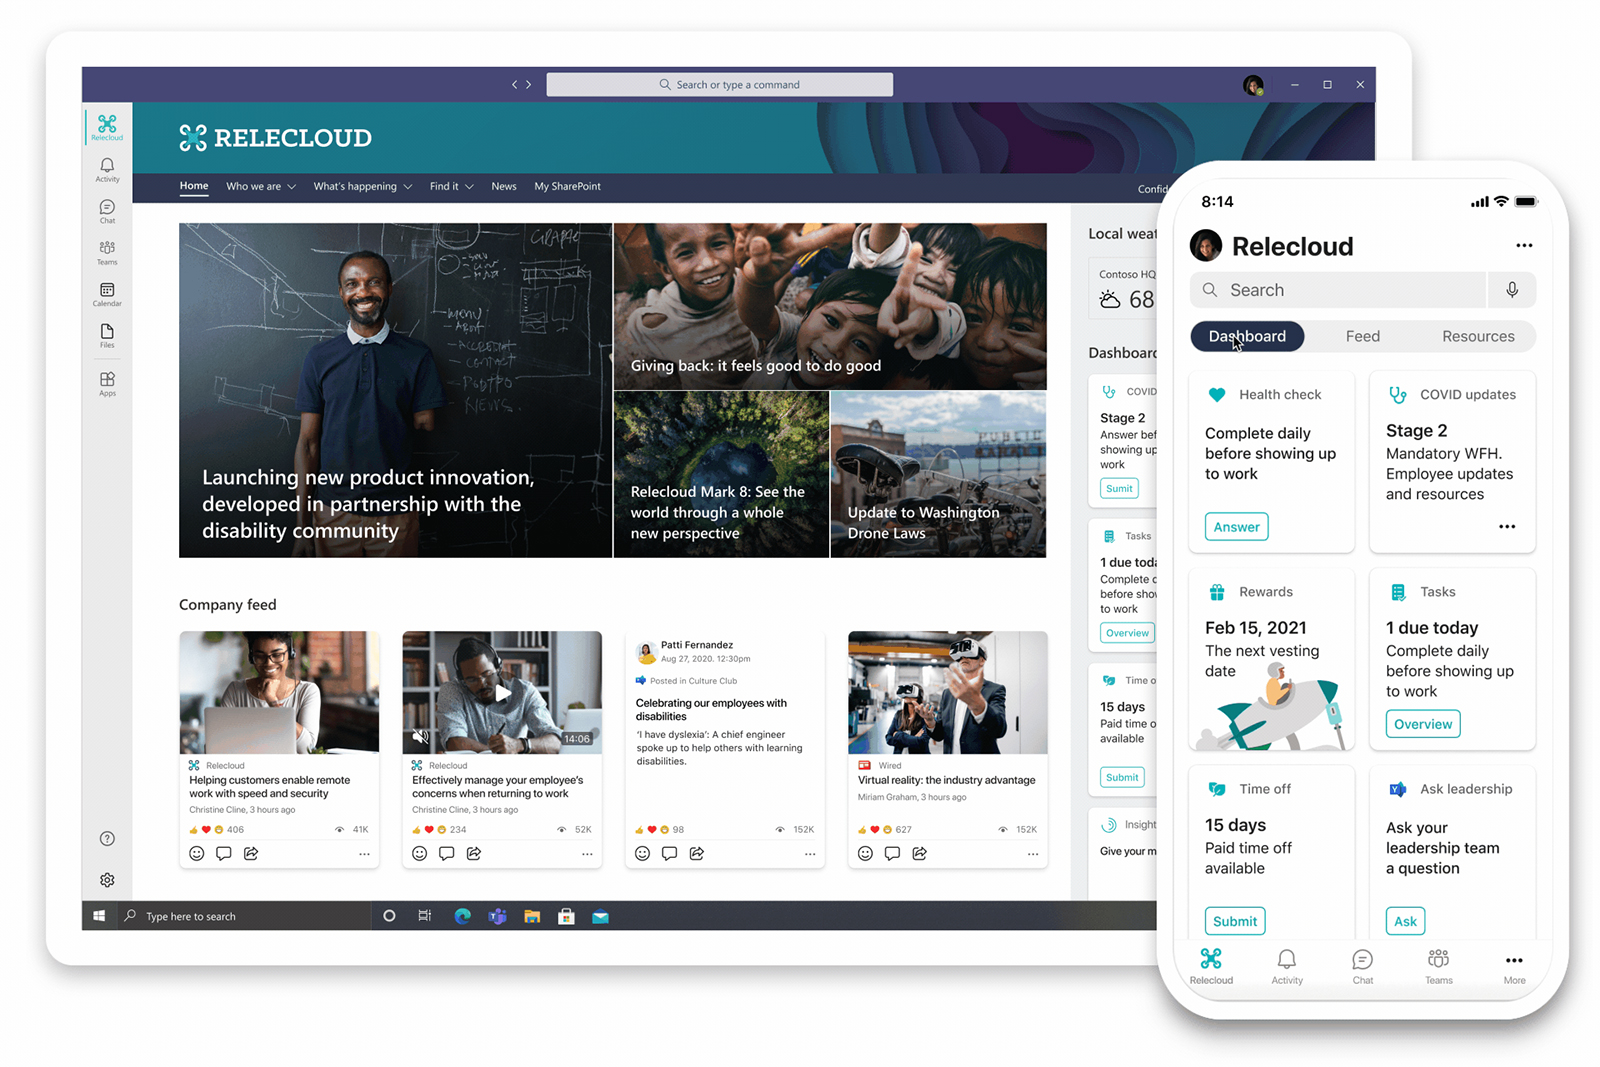 Search or type a command
Relecloud
Activity
Chat
Teams
Calendar
Files
Apps
RELECLOUD
Home
Who we are
What's happening
Find it
News
My SharePoint
Launching new product innovation,
developed in partnership with the
disability community
Giving back: it feels good to do good
Relecloud Mark 8: See the
world through a whole
new perspective
Update to Washington
Drone Laws
Company feed
Relecloud
Helping customers enable remote
work with speed and security
Christine Cline, 3 hours ago
406
41K
14:06
Relecloud
Effectively manage your employee's
concerns when returning to work
Christine Cline, 3 hours ago
234
52K
Patti Fernandez
Aug 27, 2020. 12:30pm
Posted in Culture Club
Celebrating our employees with
disabilities
'I have dyslexia': A chief engineer
spoke up to help others with learning
disabilities.
98
152K
Wired
Virtual reality: the industry advantage
Miriam Graham, 3 hours ago
627
152K
Local
Contoso HQ
68
Dashboard
COVID
Stage 2
Answer
showing up
work
Sumit
Tasks
1 due
Complete
before
to work
Overview
Time
15 days
Paid time
available
Submit
Insight
Give your
Type here to search
8:14
Relecloud
Search
Dashboard
Feed
Resources
Health check
Complete daily
before showing up
to work
Answer
COVID updates
Stage 2
Mandatory WFH.
Employee updates
and resources
Rewards
Feb 15, 2021
The next vesting
date
Tasks
1 due today
Complete daily
before showing up
to work
Overview
Time off
15 days
Paid time off
available
Submit
Ask leadership
Ask your
leadership team
a question
Ask
Relecloud
Activity
Chat
Teams
More